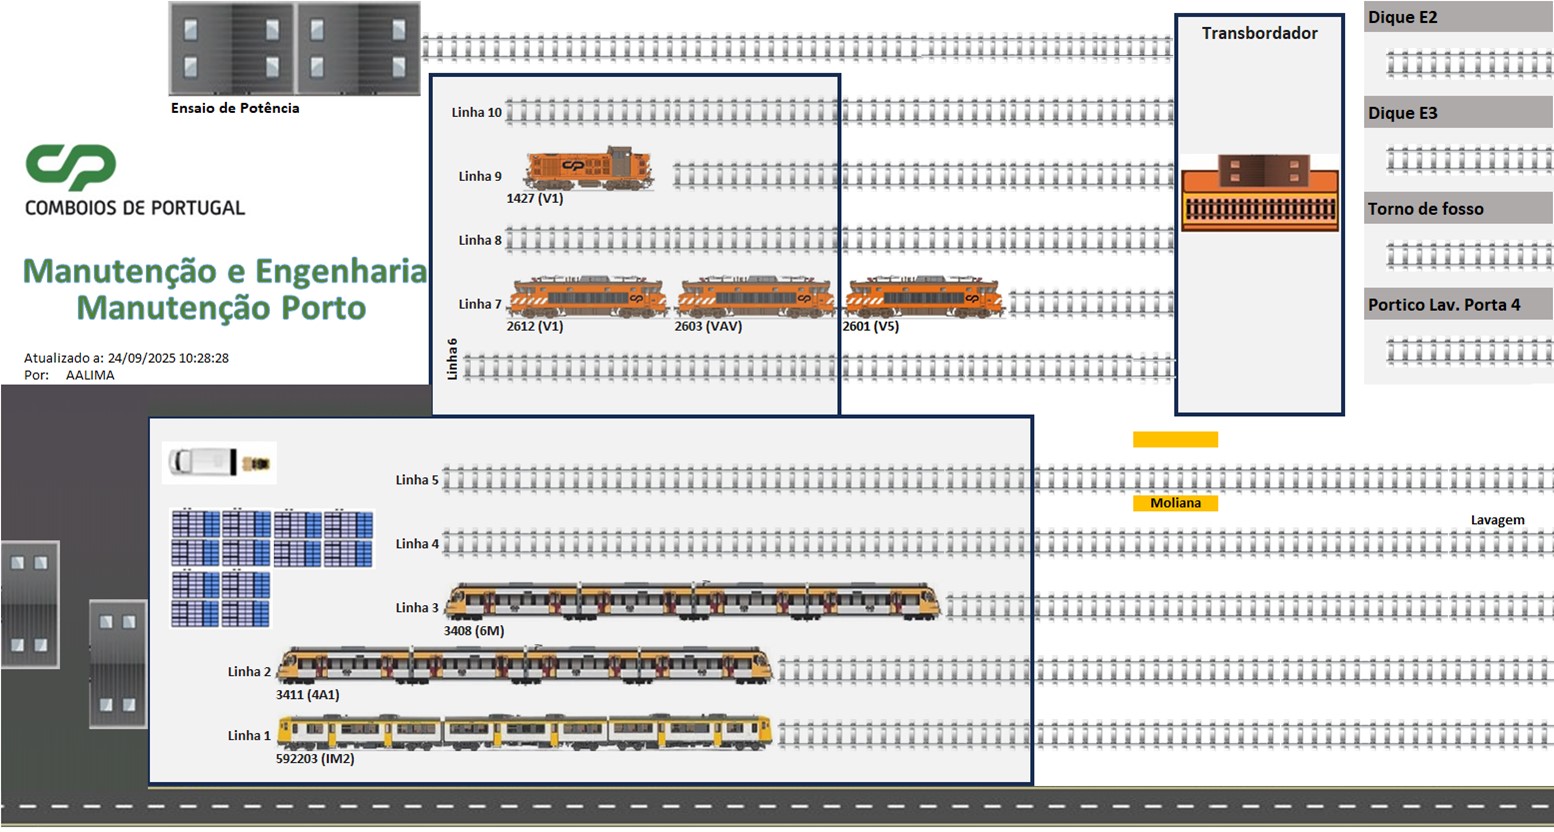 Transbordador
Dique E2
Dique E3
Torno de fosso
Portico Lav. Porta 4
Ensaio de Potência
cp
COMBOIOS DE PORTUGAL
Manutenção e Engenharia
Manutenção Porto
Atualizado a: 24/09/2025 10:28:28
Por: AALIMA
Linha 10
Linha 9
CP
1427 (V1)
Linha 8
Linha 7
2612 (V1) 2603 (VAV) 2601 (V5)
Linha 6
Linha 5
Moliana
Lavagem
Linha 4
Linha 3
3408 (6M)
Linha 2
3411 (4A1)
Linha 1
592203 (IM2)